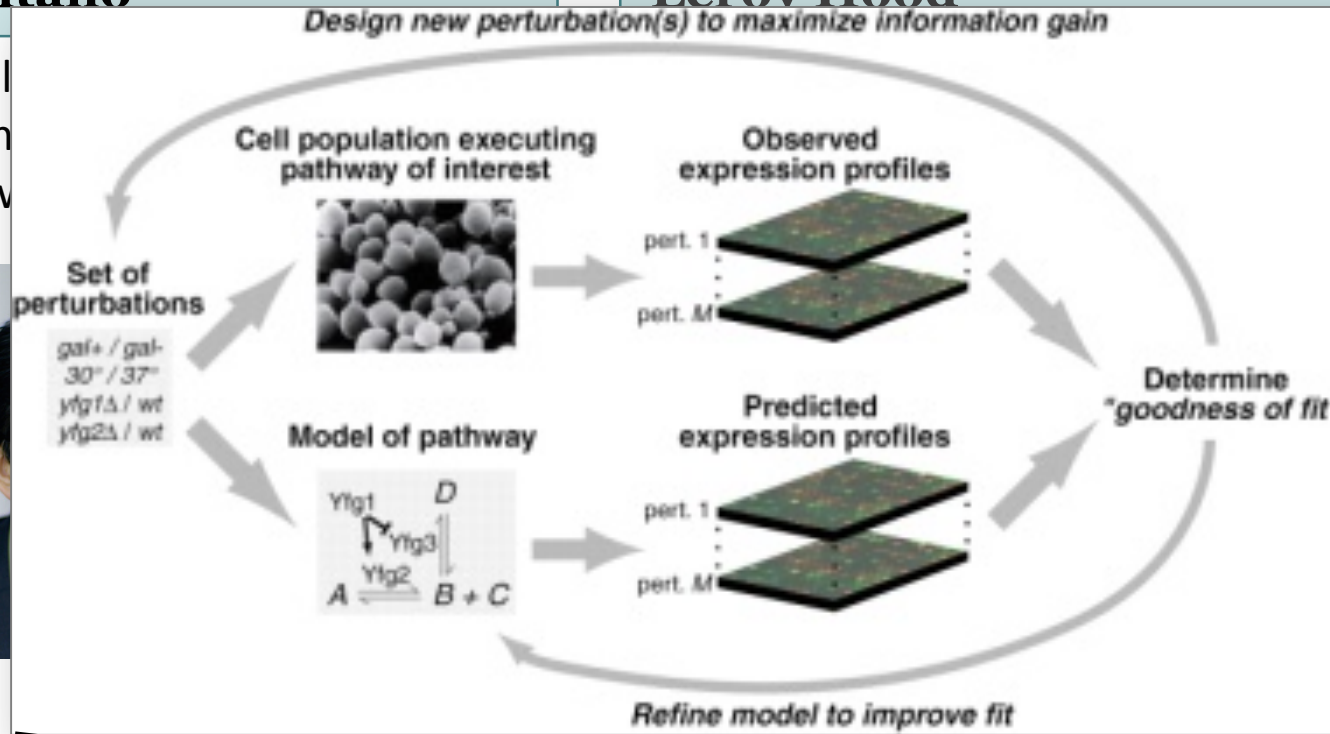 Leroy Hood
Design new perturbation(s) to maximize information gain
Cell population executing
pathway of interest
Observed
expression profiles
pert. 1
pert. M
Set of
perturbations
gal+ / gal-
30° / 37°
yfg1Δ / wt
yfg2Δ / wt
Determine
"goodness of fit
Model of pathway
Yfg1
D
Yfg3
Yfg2
A
B + C
Predicted
expression profiles
pert. 1
pert. M
Refine model to improve fit